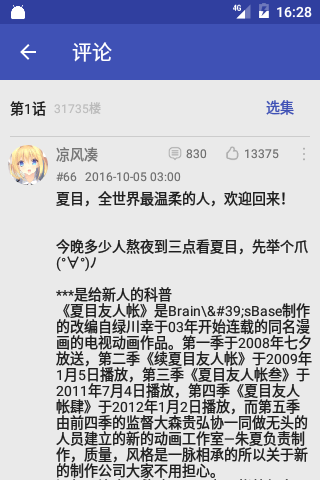 4G 16:28
评论
第1话 31735楼 选集
凉风凑 830 13375
#66 2016-10-05 03:00
夏目，全世界最温柔的人，欢迎回来！
今晚多少人熬夜到三点看夏目，先举个爪
(°∀°)ﾉ
***是给新人的科普
《夏目友人帐》是Brain\&#39;sBase制作
的改编自绿川幸于03年开始连载的同名漫
画的电视动画作品。第一季于2008年七夕
放送，第二季《续夏目友人帐》于2009年
1月5日播放，第三季《夏目友人帐叁》于
2011年7月4日播放，第四季《夏目友人
帐肆》于2012年1月2日播放，而第五季
由前四季的监督大森贵弘协一同做无头的
人员建立的新的动画工作室—朱夏负责制
作，质量，风格是一脉相承的所以关于新
的制作公司大家不用担心。